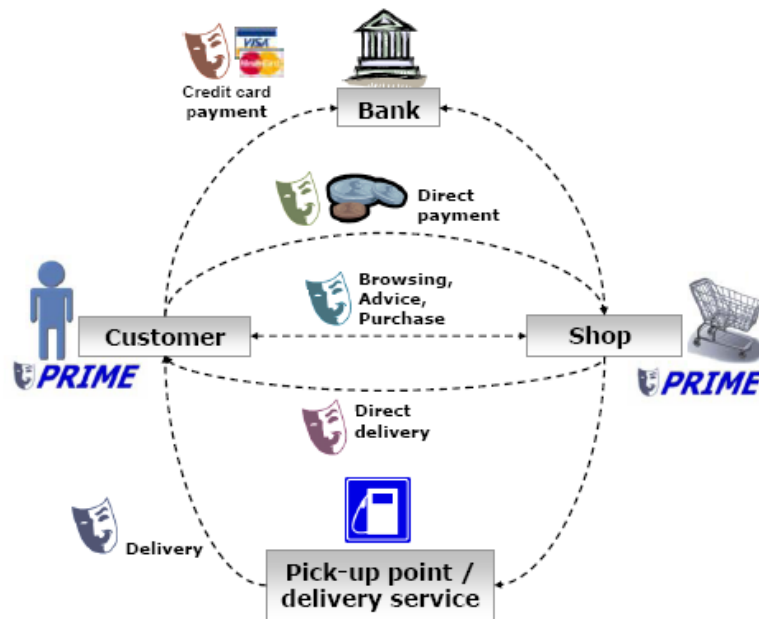 VISA
MasterCard
Credit card
payment
Bank
Direct
payment
Browsing,
Advice,
Purchase
Customer
Shop
PRIME
PRIME
Direct
delivery
Delivery
Pick-up point /
delivery service